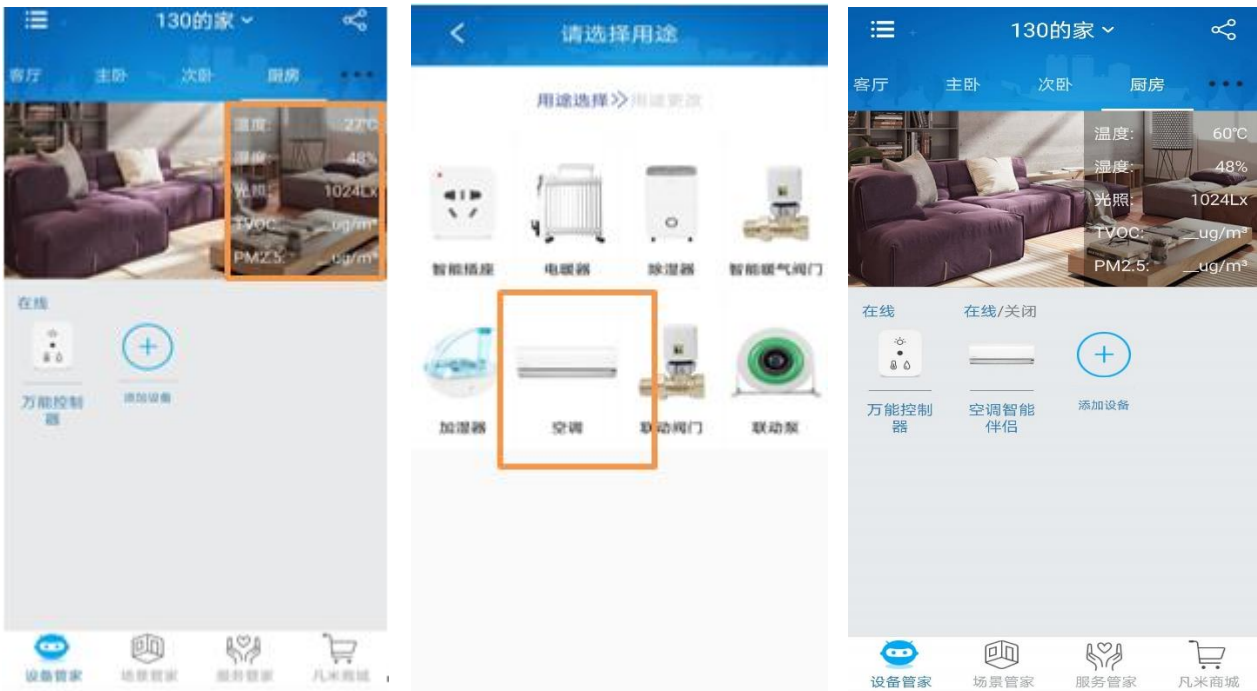 130的家
客厅 主卧 次卧 厨房
温度: 27℃
湿度: 48%
光照: 1024Lx
TVOC: __ug/m³
PM2.5: __ug/m³
在线
万能控制
器
添加设备
设备管家 场景管家 服务管家 凡米商城
请选择用途
用途选择 用途更改
智能插座 电暖器 除湿器 智能暖气阀门
加湿器 空调 联动阀门 联动泵
130的家
客厅 主卧 次卧 厨房
温度: 60℃
湿度: 48%
光照: 1024Lx
TVOC: __ug/m³
PM2.5: __ug/m³
在线 在线/关闭
万能控制
器
空调智能
伴侣
添加设备
设备管家 场景管家 服务管家 凡米商城